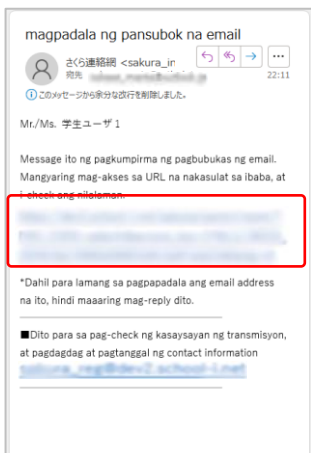 magpadala ng pansubok na email
さくら連絡網 <sakura_in
宛先
22:11
このメッセージから余分な改行を削除しました。
Mr./Ms. 学生ユーザ1
Message ito ng pagkumpirma ng pagbubukas ng email.
Mangyaring mag-akses sa URL na nakasulat sa ibaba, at
i-check ang nilalaman.
*Dahil para lamang sa pagpapadala ang email address
na ito, hindi maaaring mag-reply dito.
■Dito para sa pag-check ng kasaysayan ng transmisyon,
at pagdagdag at pagtanggal ng contact information